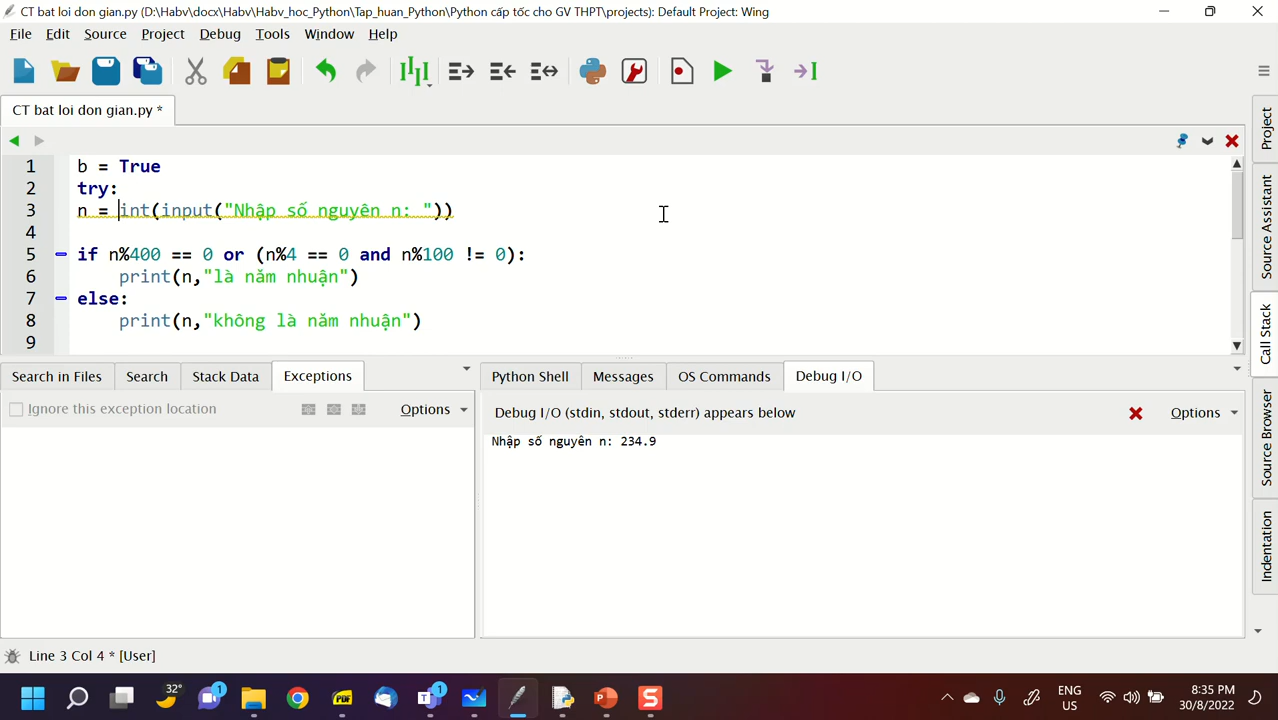 CT bat loi don gian.py (D:\Habv\docx\Habv\Habv_hoc_Python\Tap_huan_Python\Python cấp tốc cho GV THPT\projects): Default Project: Wing
File Edit Source Project Debug Tools Window Help
CT bat loi don gian.py *
1 b = True
2 try:
3 n = int(input("Nhập số nguyên n: "))
4
5 if n%400 == 0 or (n%4 == 0 and n%100 != 0):
6 print(n,"là năm nhuận")
7 else:
8 print(n,"không là năm nhuận")
9
Project
Source Assistant
Call Stack
Source Browser
Indentation
Search in Files Search Stack Data Exceptions
Ignore this exception location Options
Python Shell Messages OS Commands Debug I/O
Debug I/O (stdin, stdout, stderr) appears below Options
Nhập số nguyên n: 234.9
Line 3 Col 4 * [User]
32° 1 PDF 1 S
ENG
US
8:35 PM
30/8/2022